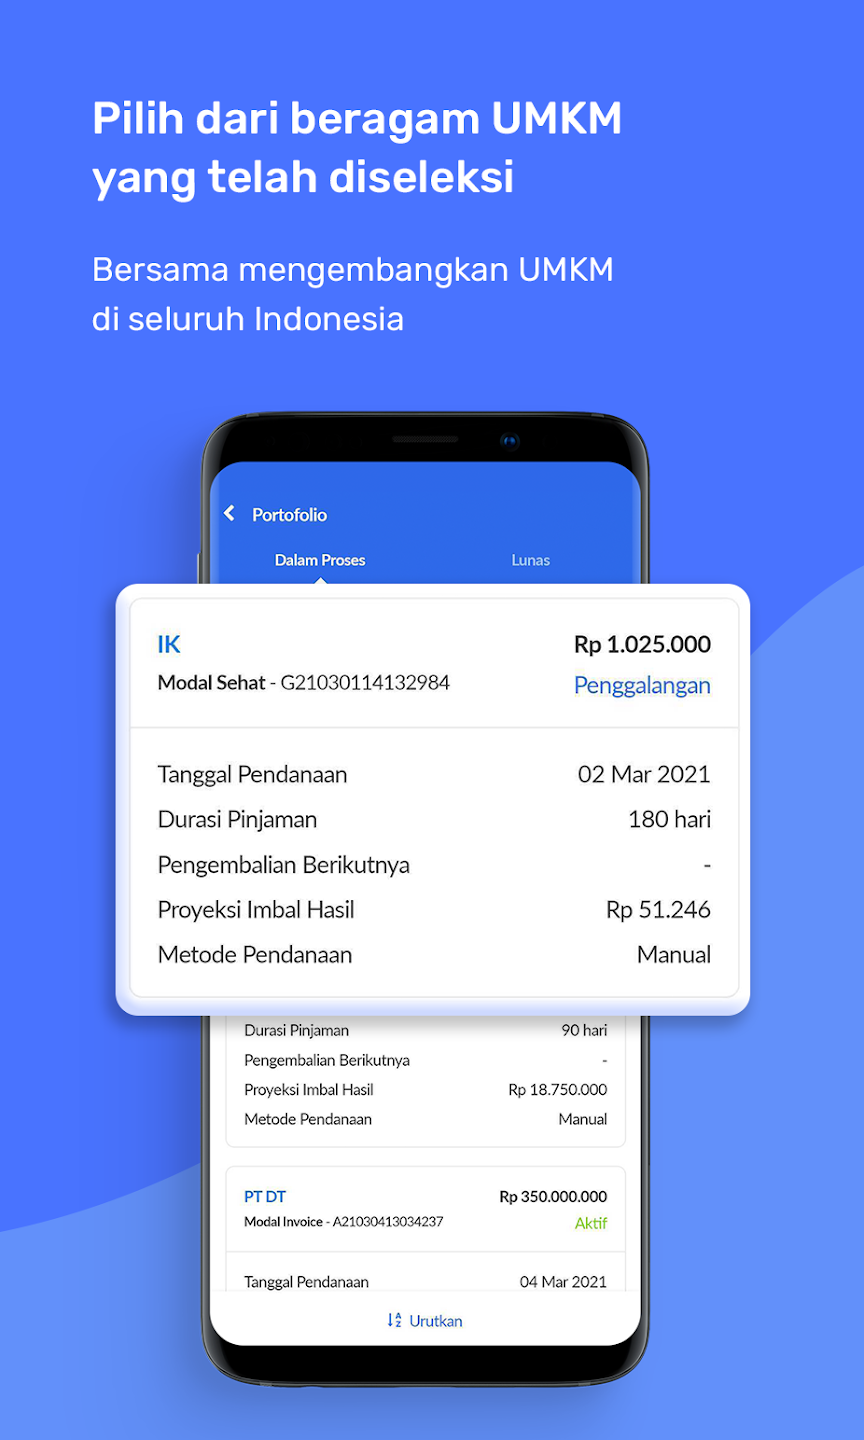 Pilih dari beragam UMKM
yang telah diseleksi
Bersama mengembangkan UMKM
di seluruh Indonesia
Portofolio
Dalam Proses Lunas
IK Rp 1.025.000
Modal Sehat - G21030114132984 Penggalangan
Tanggal Pendanaan 02 Mar 2021
Durasi Pinjaman 180 hari
Pengembalian Berikutnya -
Proyeksi Imbal Hasil Rp 51.246
Metode Pendanaan Manual
Durasi Pinjaman 90 hari
Pengembalian Berikutnya -
Proyeksi Imbal Hasil Rp 18.750.000
Metode Pendanaan Manual
PT DT Rp 350.000.000
Modal Invoice - A21030413034237 Aktif
Tanggal Pendanaan 04 Mar 2021
Urutkan